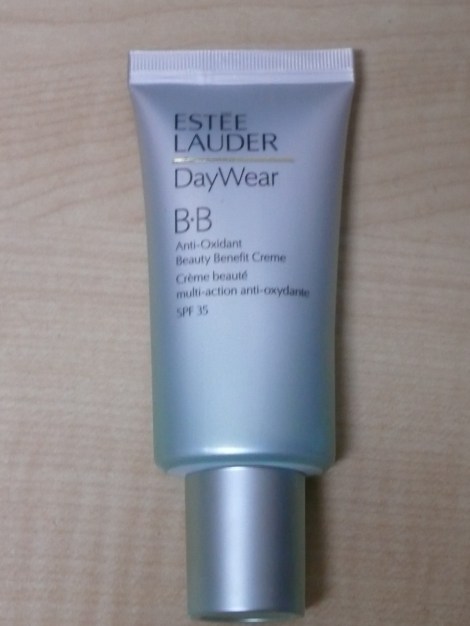 ESTĒE
LAUDER
DayWear
B·B
Anti-Oxidant
Beauty Benefit Creme
Crème beauté
multi-action anti-oxydante
SPF 35